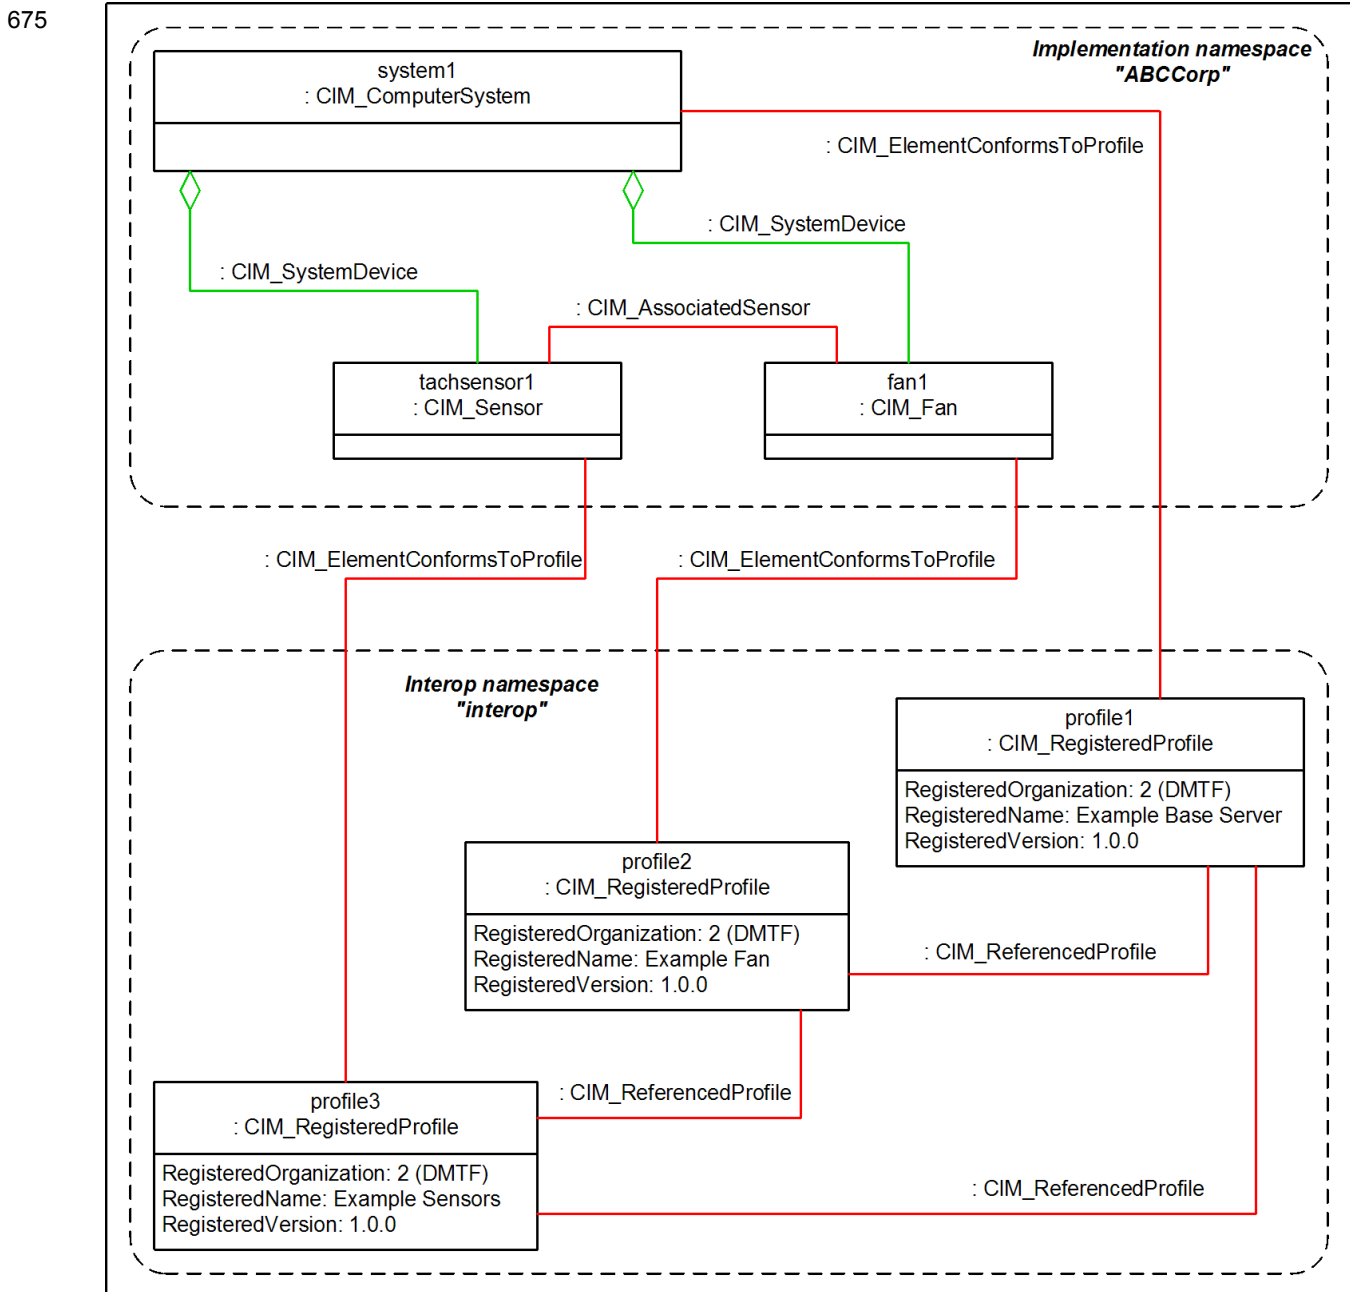 675
Implementation namespace
"ABCCorp"
system1
: CIM_ComputerSystem
: CIM_ElementConformsToProfile
: CIM_SystemDevice
: CIM_SystemDevice
: CIM_AssociatedSensor
tachsensor1
: CIM_Sensor
fan1
: CIM_Fan
: CIM_ElementConformsToProfile
: CIM_ElementConformsToProfile
Interop namespace
"interop"
profile1
: CIM_RegisteredProfile
RegisteredOrganization: 2 (DMTF)
RegisteredName: Example Base Server
RegisteredVersion: 1.0.0
profile2
: CIM_RegisteredProfile
RegisteredOrganization: 2 (DMTF)
RegisteredName: Example Fan
RegisteredVersion: 1.0.0
: CIM_ReferencedProfile
: CIM_ReferencedProfile
profile3
: CIM_RegisteredProfile
RegisteredOrganization: 2 (DMTF)
RegisteredName: Example Sensors
RegisteredVersion: 1.0.0
: CIM_ReferencedProfile